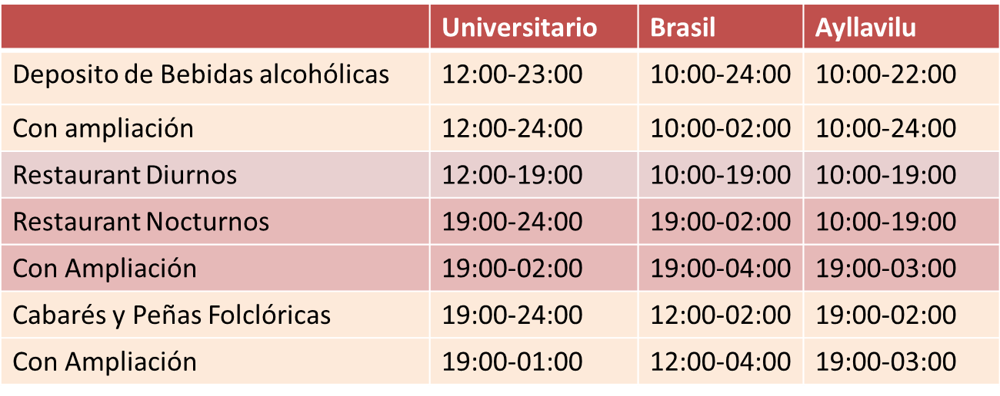 Universitario Brasil Ayllavilu
Deposito de Bebidas alcohólicas 12:00-23:00 10:00-24:00 10:00-22:00
Con ampliación 12:00-24:00 10:00-02:00 10:00-24:00
Restaurant Diurnos 12:00-19:00 10:00-19:00 10:00-19:00
Restaurant Nocturnos 19:00-24:00 19:00-02:00 10:00-19:00
Con Ampliación 19:00-02:00 19:00-04:00 19:00-03:00
Cabarés y Peñas Folclóricas 19:00-24:00 12:00-02:00 19:00-02:00
Con Ampliación 19:00-01:00 12:00-04:00 19:00-03:00